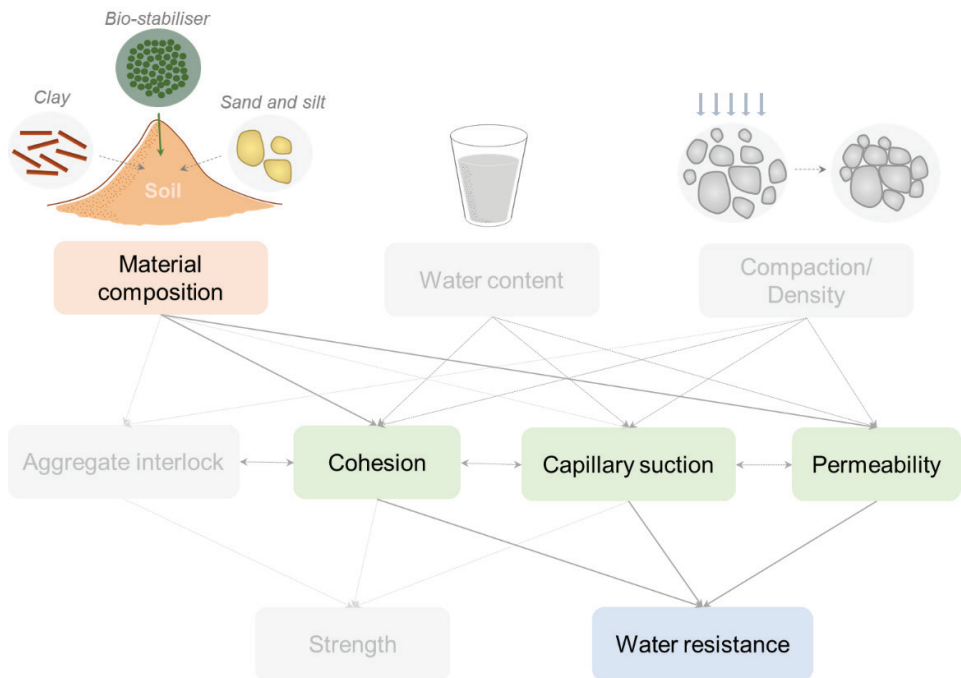 Bio-stabiliser
Clay
Sand and silt
Soil
Material
composition
Water content
Compaction/
Density
Aggregate interlock
Cohesion
Capillary suction
Permeability
Strength
Water resistance